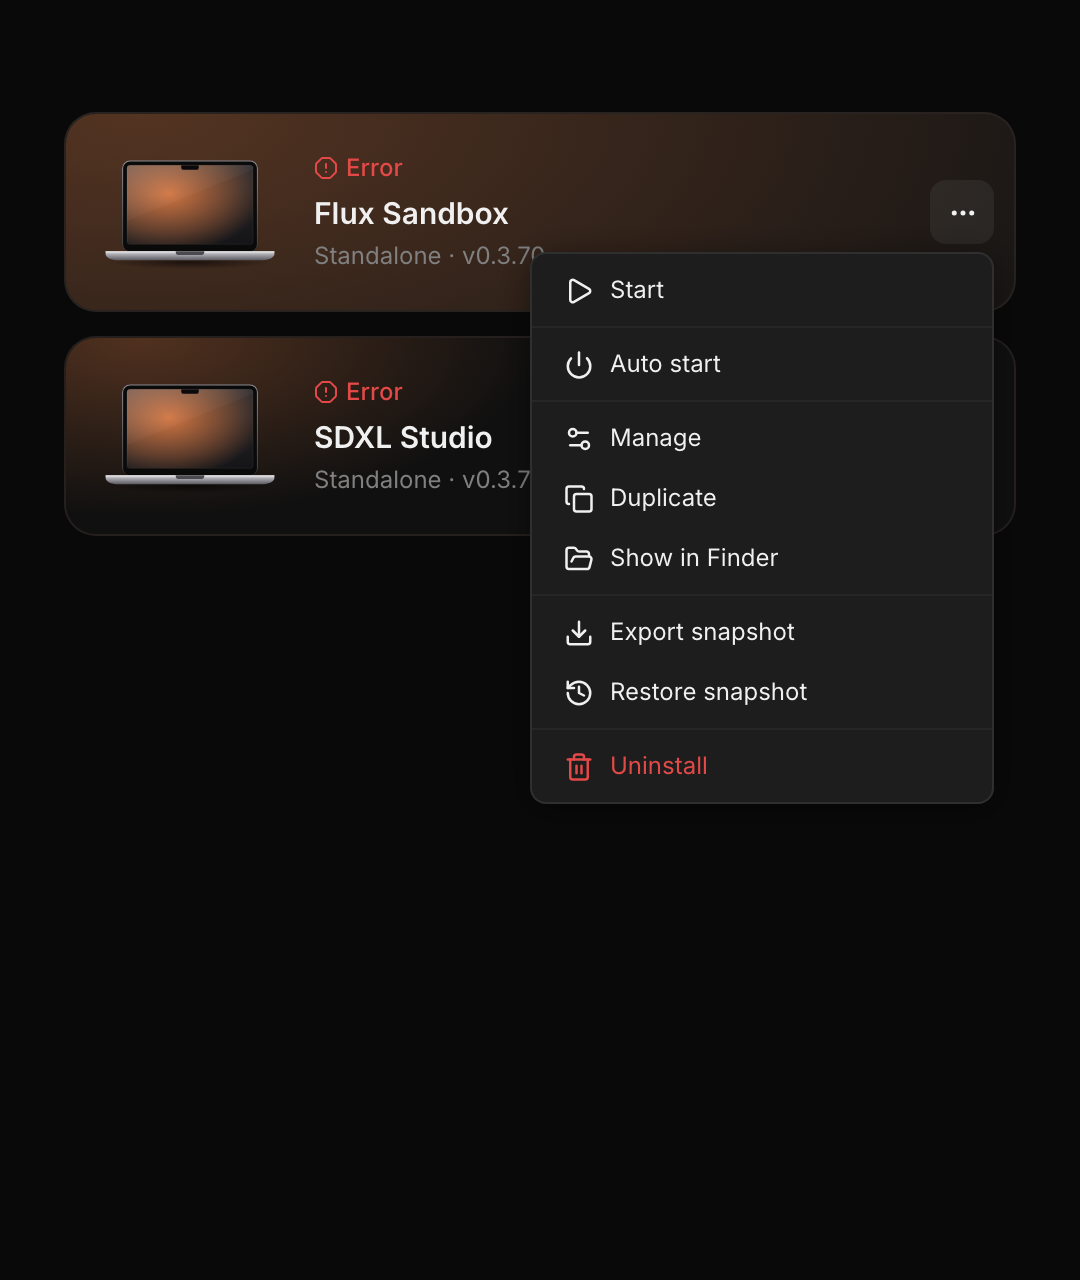 Error
Flux Sandbox
Standalone · v0.3.70
Error
SDXL Studio
Standalone · v0.3.7
Start
Auto start
Manage
Duplicate
Show in Finder
Export snapshot
Restore snapshot
Uninstall